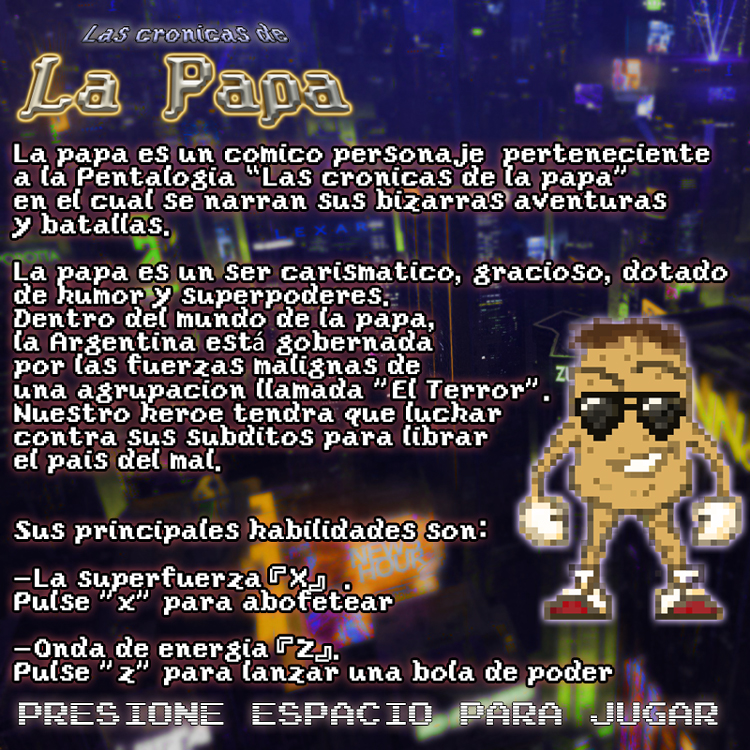 Las cronicas de
La Papa
La papa es un comico personaje perteneciente
a la Pentalogia "Las cronicas de la papa"
en el cual se narran sus bizarras aventuras
y batallas.
LEXAR
La papa es un ser carismatico, gracioso, dotado
de humor y superpoderes.
Dentro del mundo de la papa,
la Argentina está gobernada
por las fuerzas malignas de
una agrupacion llamada "El Terror".
Nuestro heroe tendra que luchar
contra sus subditos para librar
el pais del mal.
Sus principales habilidades son:
-La superfuerza『X』 .
Pulse "x" para abofetear
-Onda de energia『Z』.
Pulse "z" para lanzar una bola de poder
PRESIONE ESPACIO PARA JUGAR